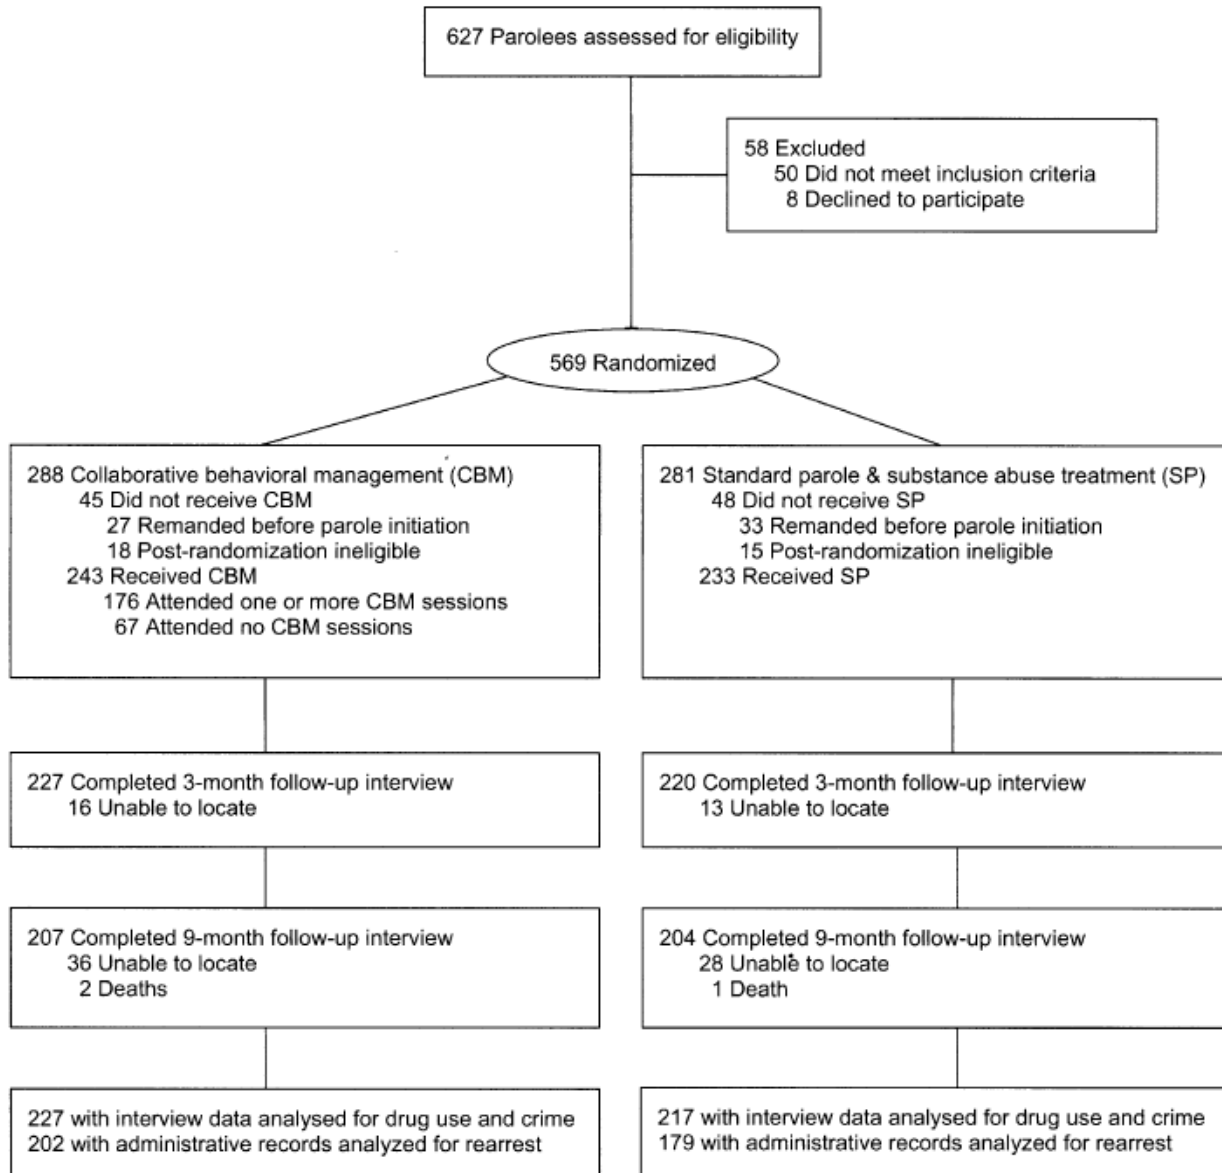 627 Parolees assessed for eligibility
58 Excluded
50 Did not meet inclusion criteria
8 Declined to participate
569 Randomized
288 Collaborative behavioral management (CBM)
45 Did not receive CBM
27 Remanded before parole initiation
18 Post-randomization ineligible
243 Received CBM
176 Attended one or more CBM sessions
67 Attended no CBM sessions
281 Standard parole & substance abuse treatment (SP)
48 Did not receive SP
33 Remanded before parole initiation
15 Post-randomization ineligible
233 Received SP
227 Completed 3-month follow-up interview
16 Unable to locate
220 Completed 3-month follow-up interview
13 Unable to locate
207 Completed 9-month follow-up interview
36 Unable to locate
2 Deaths
204 Completed 9-month follow-up interview
28 Unable to locate
1 Death
227 with interview data analysed for drug use and crime
202 with administrative records analyzed for rearrest
217 with interview data analysed for drug use and crime
179 with administrative records analyzed for rearrest